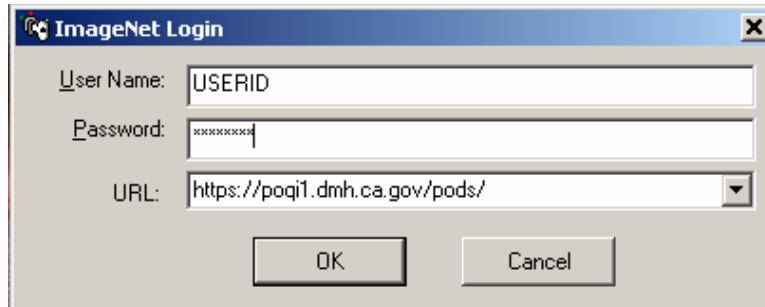 ImageNet Login
User Name: USERID
Password: ********
URL: https://poqi1.dmh.ca.gov/pods/
OK Cancel